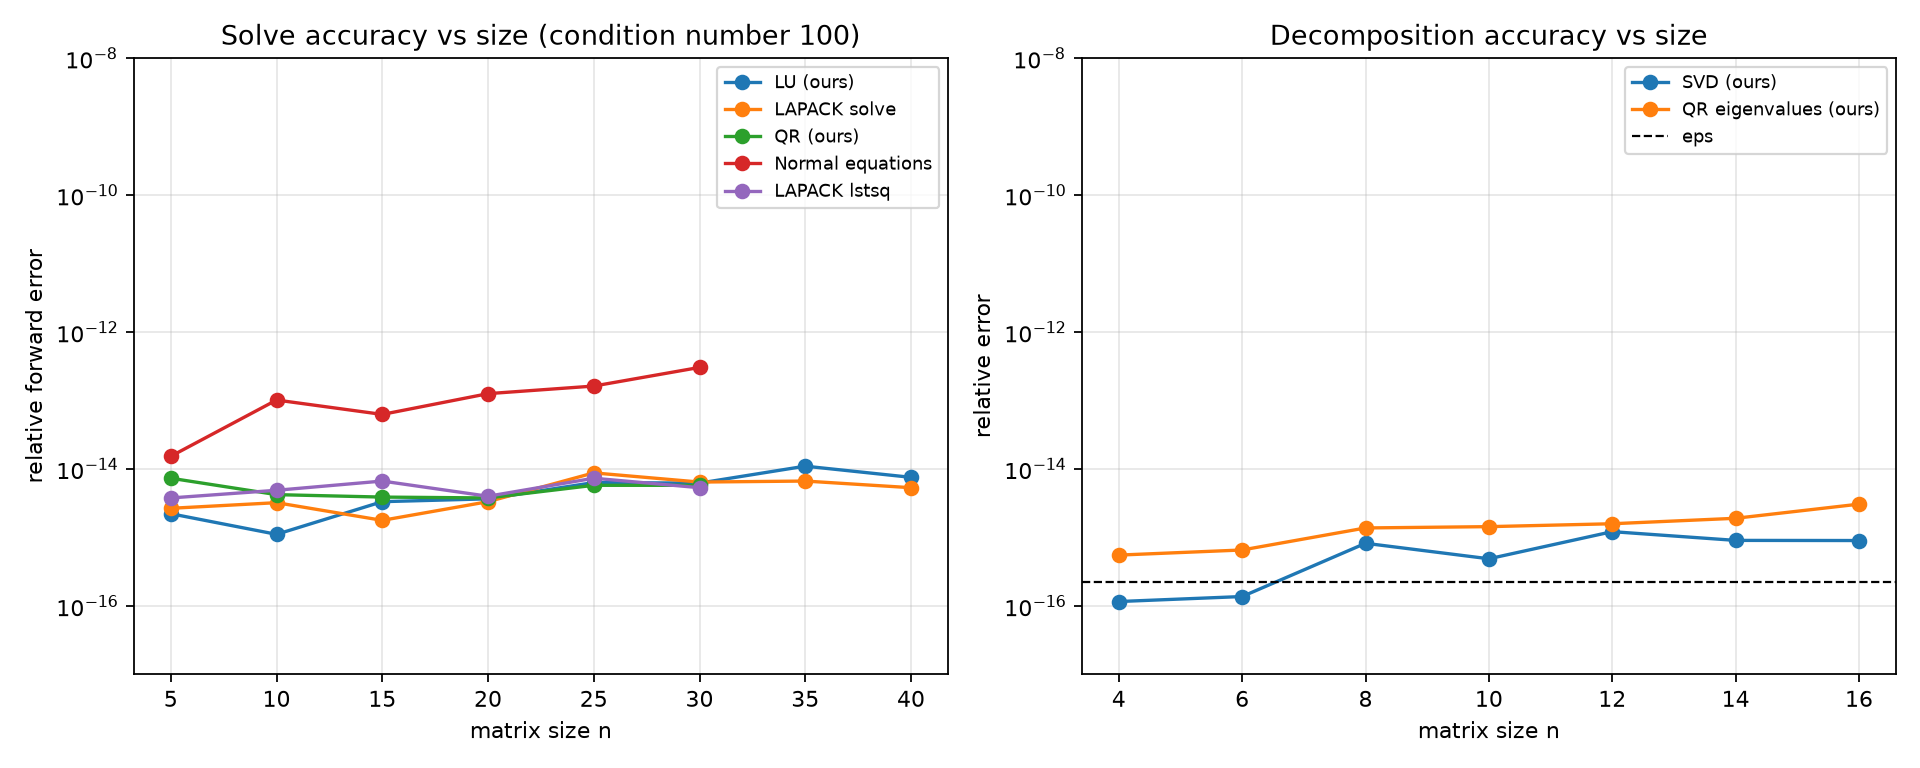 Solve accuracy vs size (condition number 100)
relative forward error
10⁻⁸
10⁻¹⁰
10⁻¹²
10⁻¹⁴
10⁻¹⁶
LU (ours)
LAPACK solve
QR (ours)
Normal equations
LAPACK lstsq
5 10 15 20 25 30 35 40
matrix size n
Decomposition accuracy vs size
relative error
10⁻⁸
10⁻¹⁰
10⁻¹²
10⁻¹⁴
10⁻¹⁶
SVD (ours)
QR eigenvalues (ours)
eps
4 6 8 10 12 14 16
matrix size n